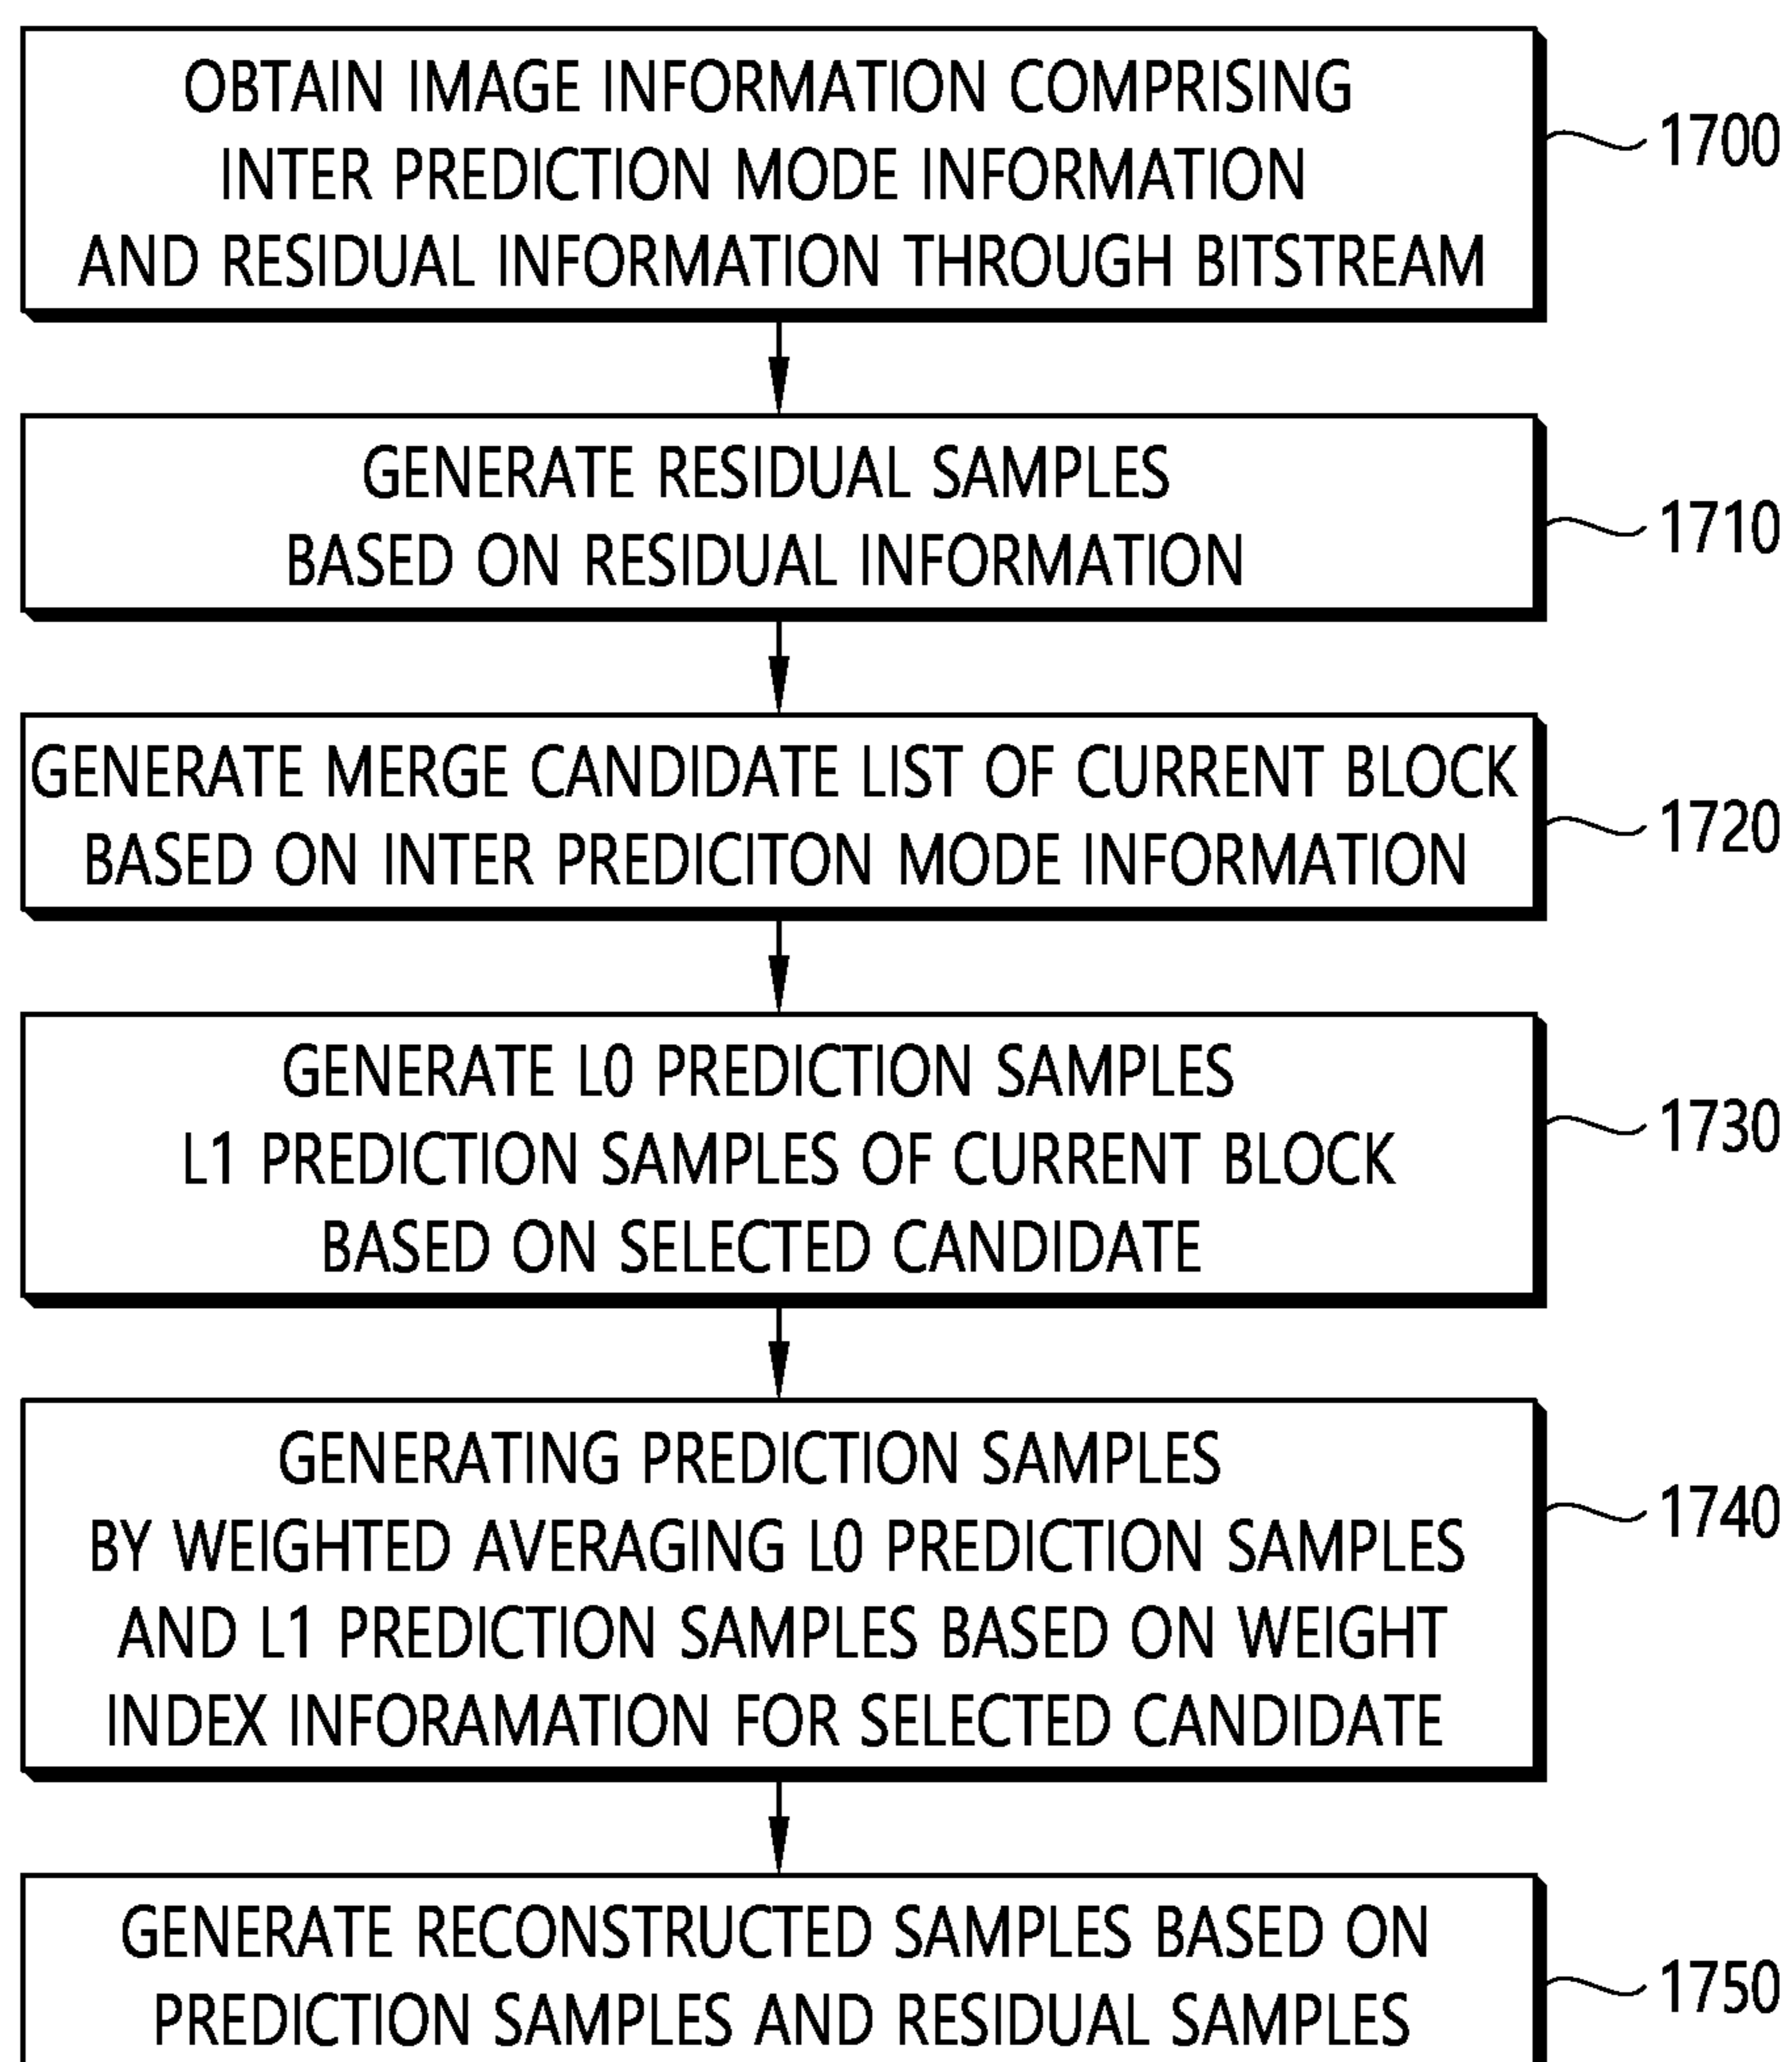 OBTAIN IMAGE INFORMATION COMPRISING
INTER PREDICTION MODE INFORMATION
AND RESIDUAL INFORMATION THROUGH BITSTREAM
1700
GENERATE RESIDUAL SAMPLES
BASED ON RESIDUAL INFORMATION
1710
GENERATE MERGE CANDIDATE LIST OF CURRENT BLOCK
BASED ON INTER PREDICITON MODE INFORMATION
1720
GENERATE L0 PREDICTION SAMPLES
L1 PREDICTION SAMPLES OF CURRENT BLOCK
BASED ON SELECTED CANDIDATE
1730
GENERATING PREDICTION SAMPLES
BY WEIGHTED AVERAGING L0 PREDICTION SAMPLES
AND L1 PREDICTION SAMPLES BASED ON WEIGHT
INDEX INFORAMATION FOR SELECTED CANDIDATE
1740
GENERATE RECONSTRUCTED SAMPLES BASED ON
PREDICTION SAMPLES AND RESIDUAL SAMPLES
1750